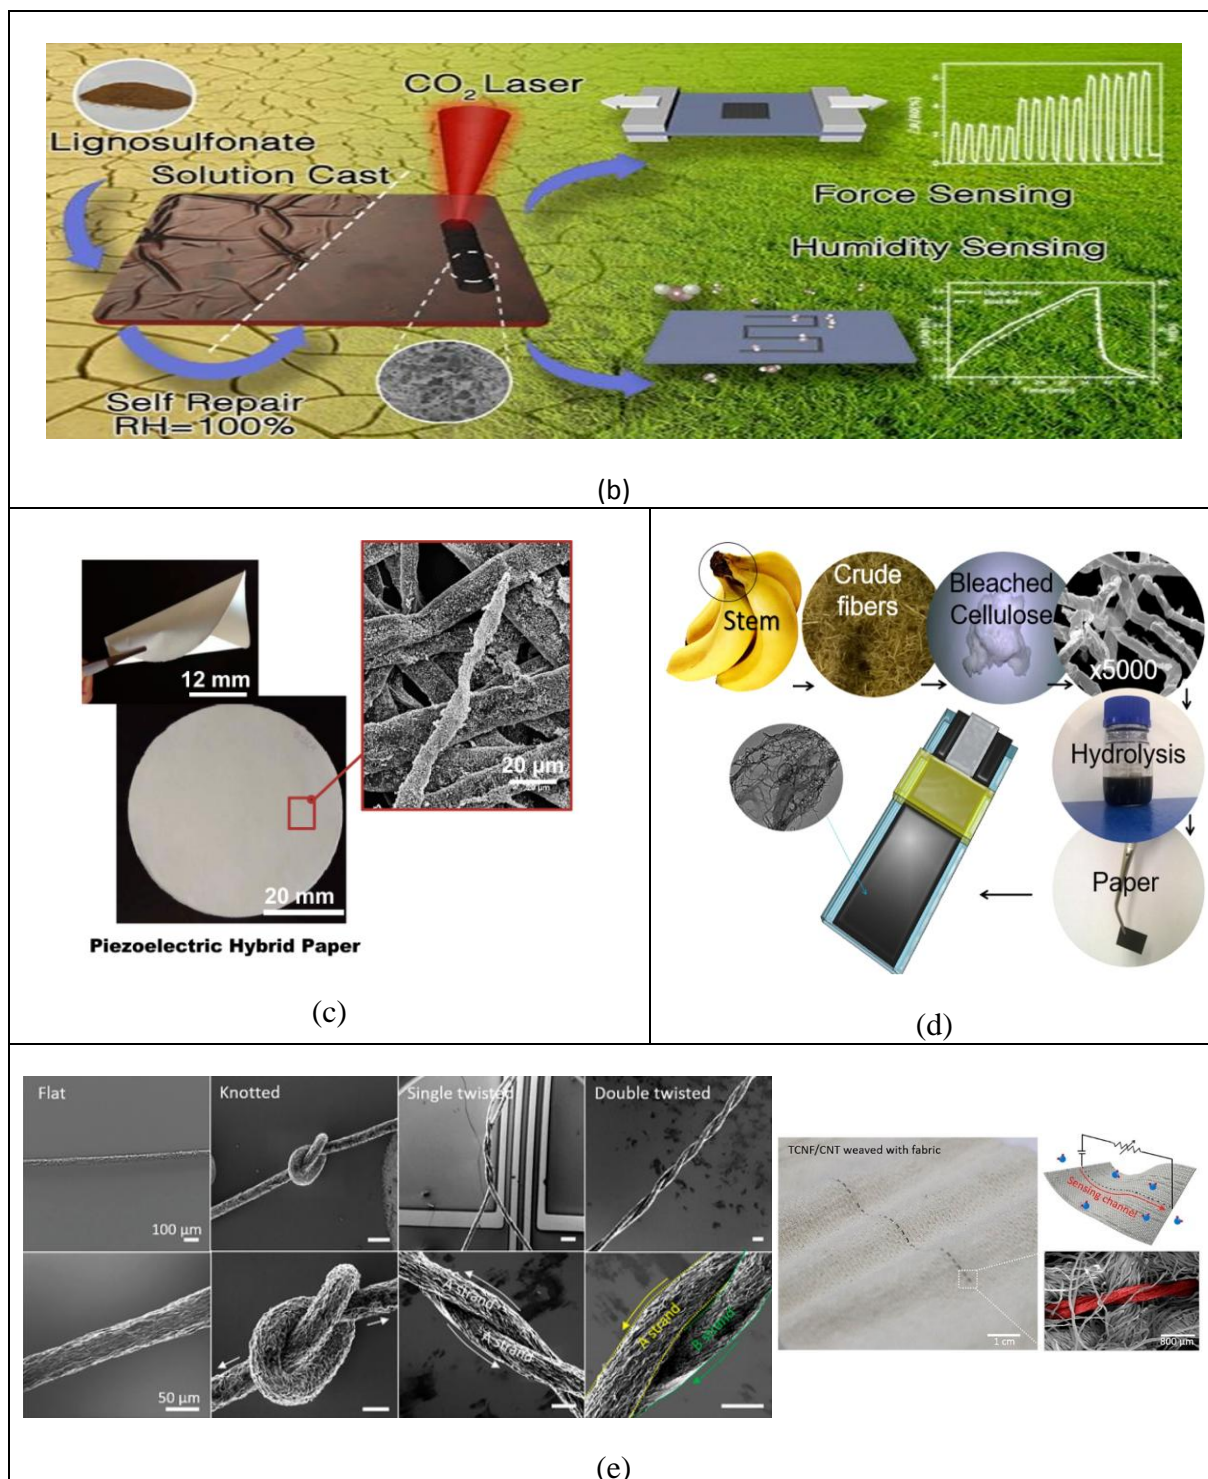 CO2 Laser
Lignosulfonate
Solution Cast
Force Sensing
Humidity Sensing
Self Repair
RH=100%
(b)
12 mm
20 µm
20 mm
Piezoelectric Hybrid Paper
(c)
Stem
Crude
fibers
Bleached
Cellulose
x5000
Hydrolysis
Paper
(d)
Flat
Knotted
Single twisted
Double twisted
100 µm
50 µm
A strand
A strand
A strand
B strand
TCNF/CNT weaved with fabric
1 cm
Sensing channel
800 µm
(e)